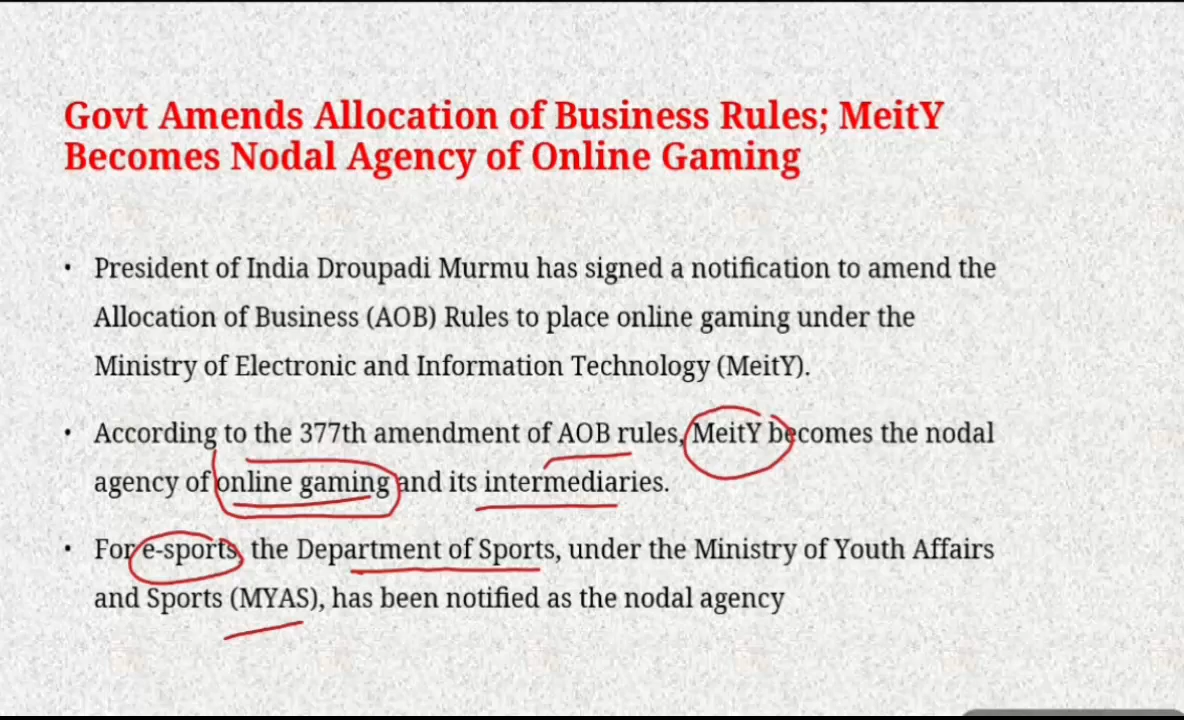 Govt Amends Allocation of Business Rules; MeitY
Becomes Nodal Agency of Online Gaming
• President of India Droupadi Murmu has signed a notification to amend the
Allocation of Business (AOB) Rules to place online gaming under the
Ministry of Electronic and Information Technology (MeitY).
• According to the 377th amendment of AOB rules, MeitY becomes the nodal
agency of online gaming and its intermediaries.
• For e-sports, the Department of Sports, under the Ministry of Youth Affairs
and Sports (MYAS), has been notified as the nodal agency